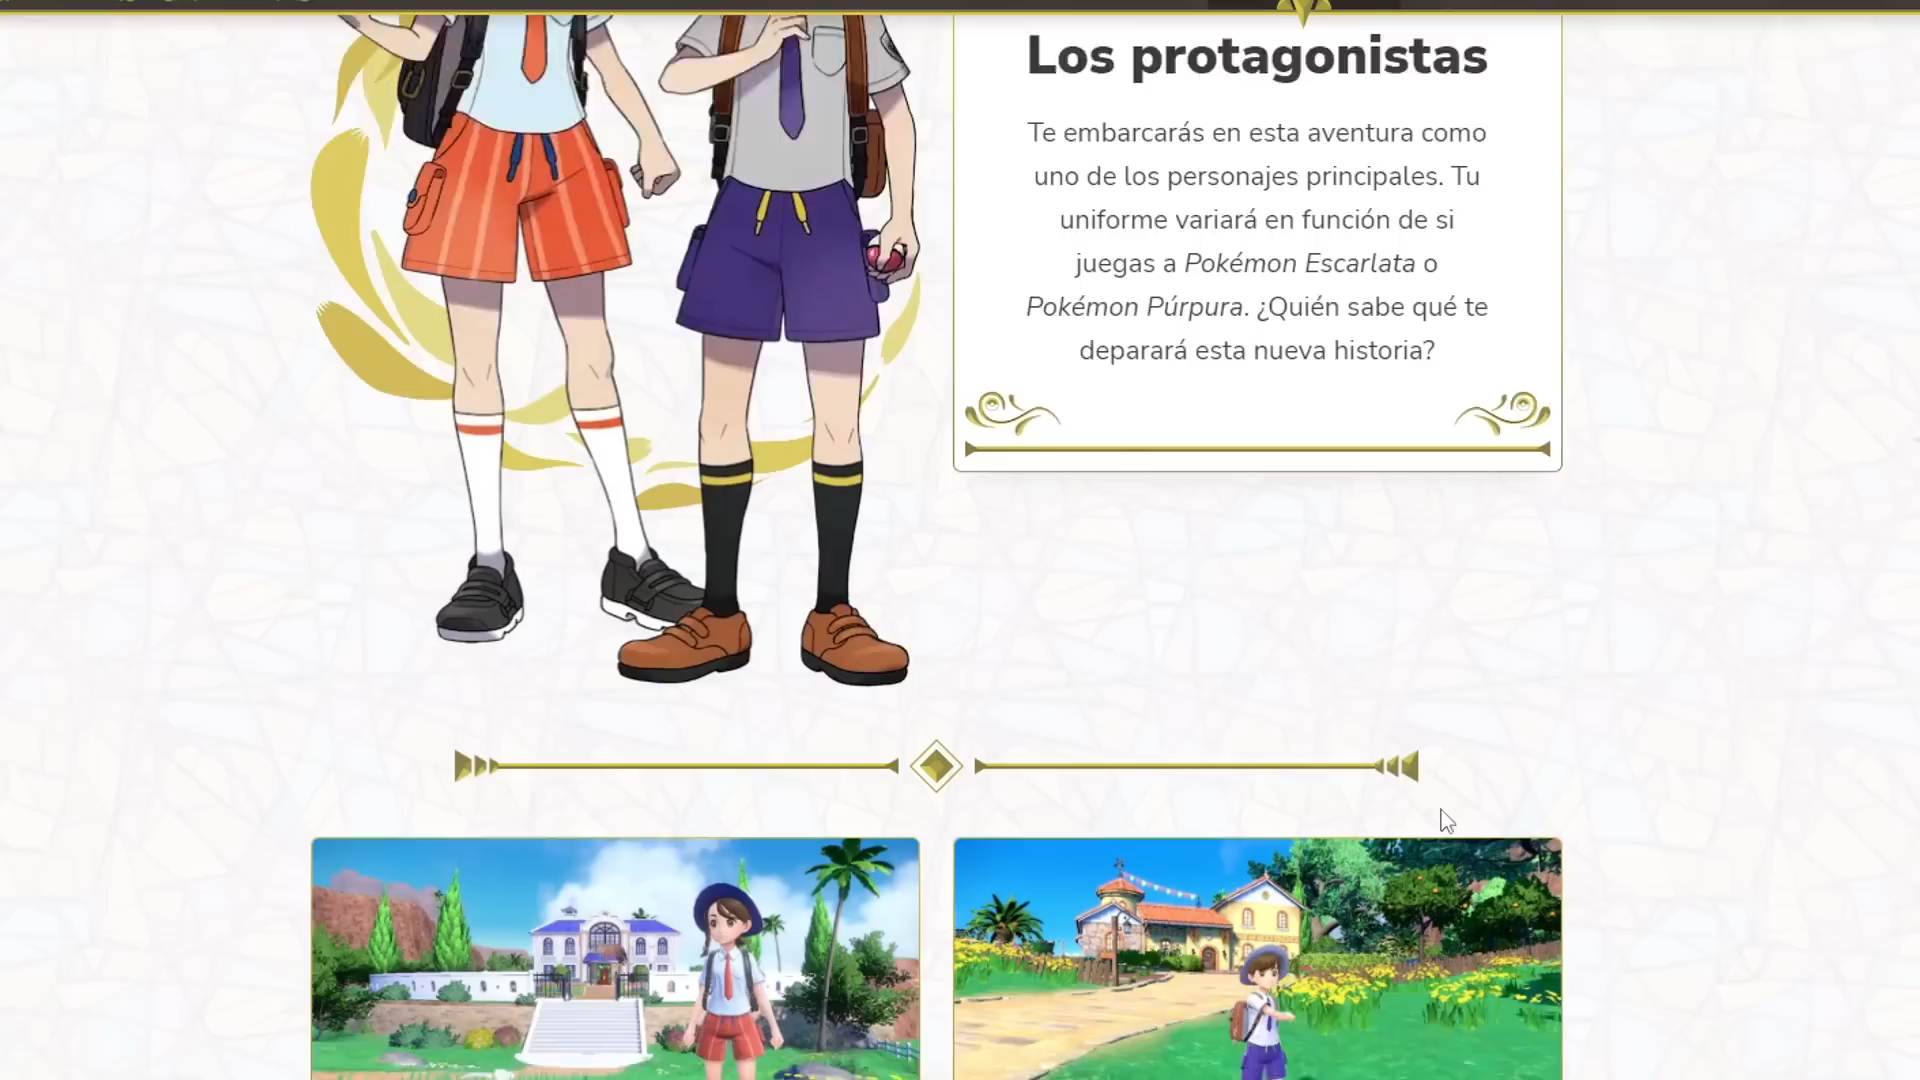 Los protagonistas
Te embarcarás en esta aventura como
uno de los personajes principales. Tu
uniforme variará en función de si
juegas a Pokémon Escarlata o
Pokémon Púrpura. ¿Quién sabe qué te
deparará esta nueva historia?